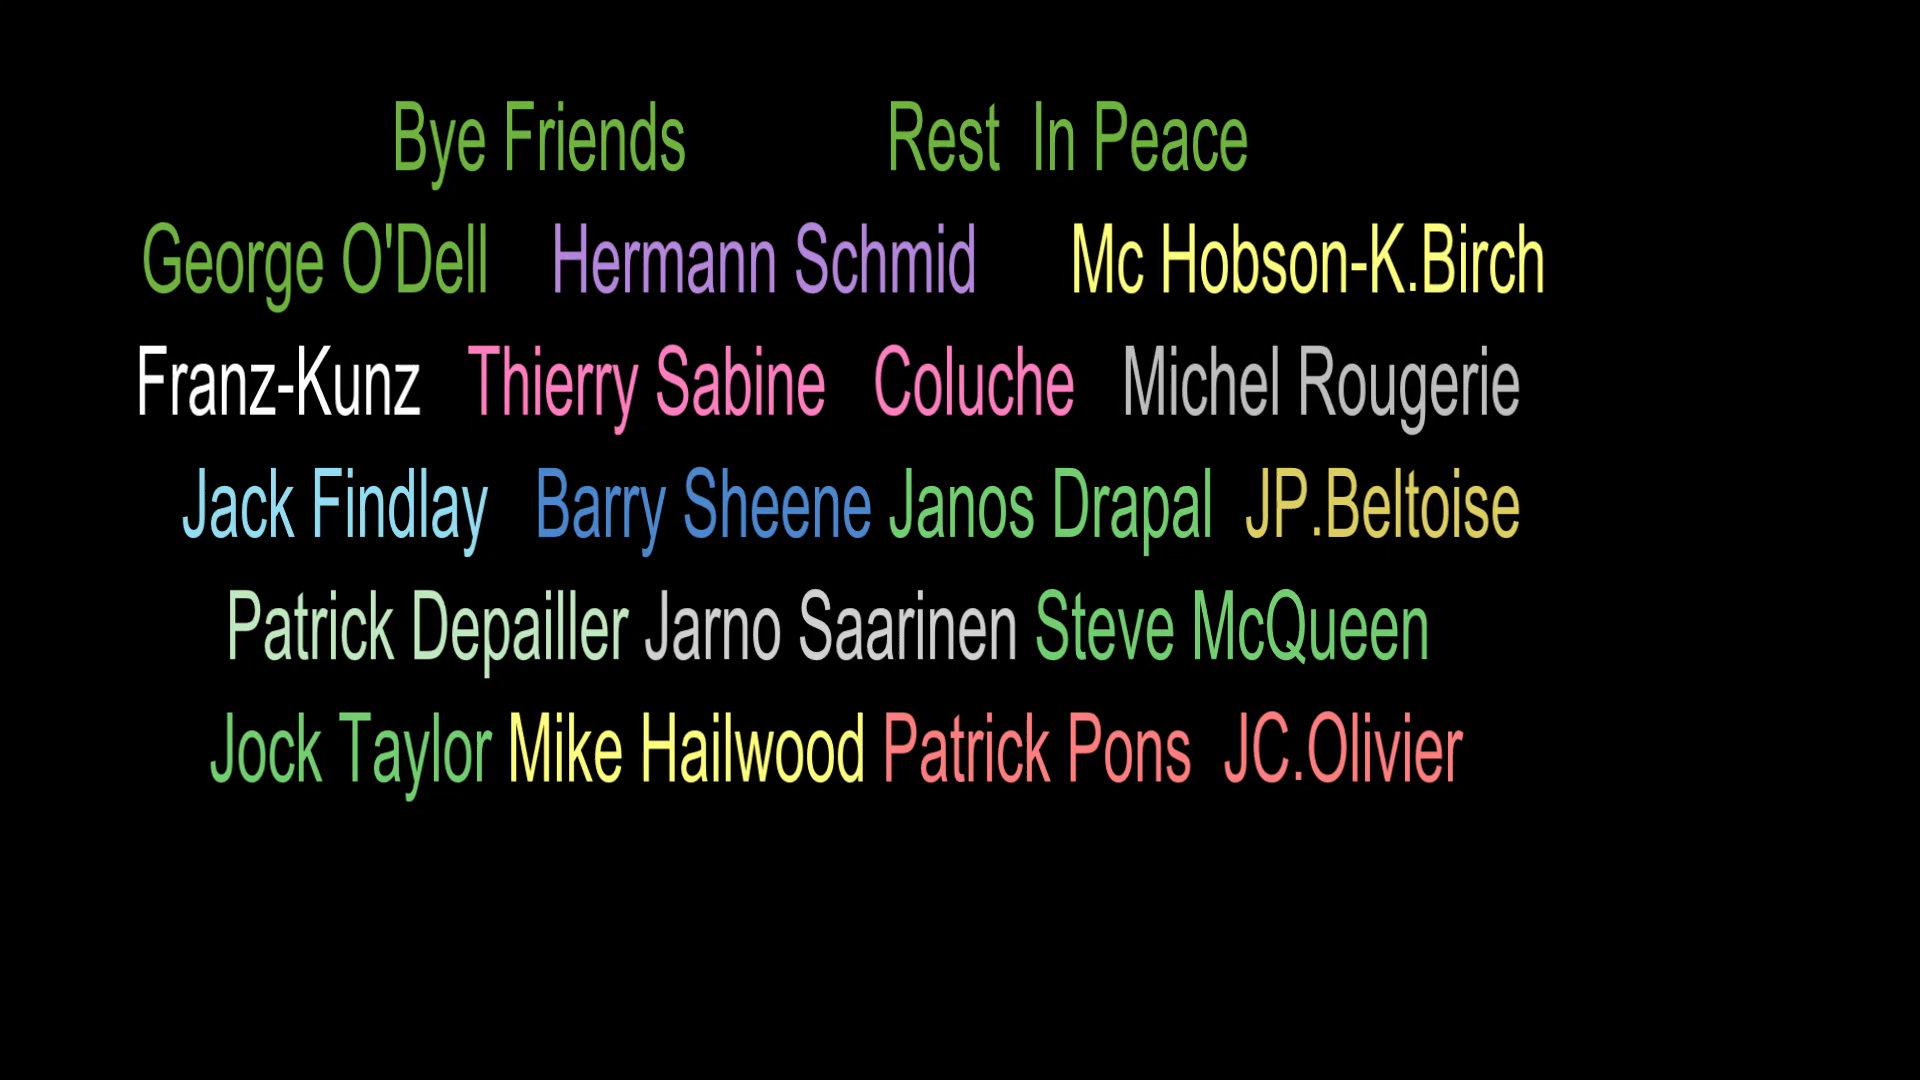 Bye Friends Rest In Peace
George O'Dell Hermann Schmid Mc Hobson-K.Birch
Franz-Kunz Thierry Sabine Coluche Michel Rougerie
Jack Findlay Barry Sheene Janos Drapal JP.Beltoise
Patrick Depailler Jarno Saarinen Steve McQueen
Jock Taylor Mike Hailwood Patrick Pons JC.Olivier